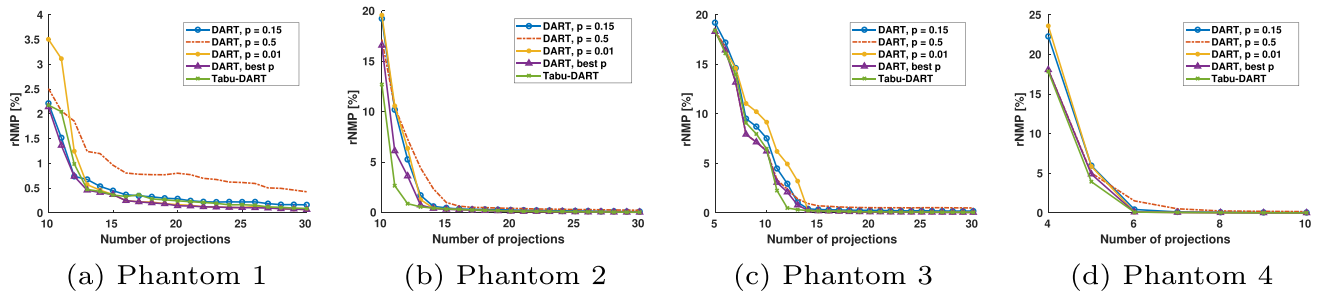 4
3.5
3
2.5
2
1.5
1
0.5
0
rNMP [%]
10 15 20 25 30
Number of projections
DART, p = 0.15
DART, p = 0.5
DART, p = 0.01
DART, best p
Tabu-DART
(a) Phantom 1
20
15
10
5
0
rNMP [%]
10 15 20 25 30
Number of projections
DART, p = 0.15
DART, p = 0.5
DART, p = 0.01
DART, best p
Tabu-DART
(b) Phantom 2
20
15
10
5
0
rNMP [%]
5 10 15 20 25 30
Number of projections
DART, p = 0.15
DART, p = 0.5
DART, p = 0.01
DART, best p
Tabu-DART
(c) Phantom 3
25
20
15
10
5
0
rNMP [%]
4 6 8 10
Number of projections
DART, p = 0.15
DART, p = 0.5
DART, p = 0.01
DART, best p
Tabu-DART
(d) Phantom 4